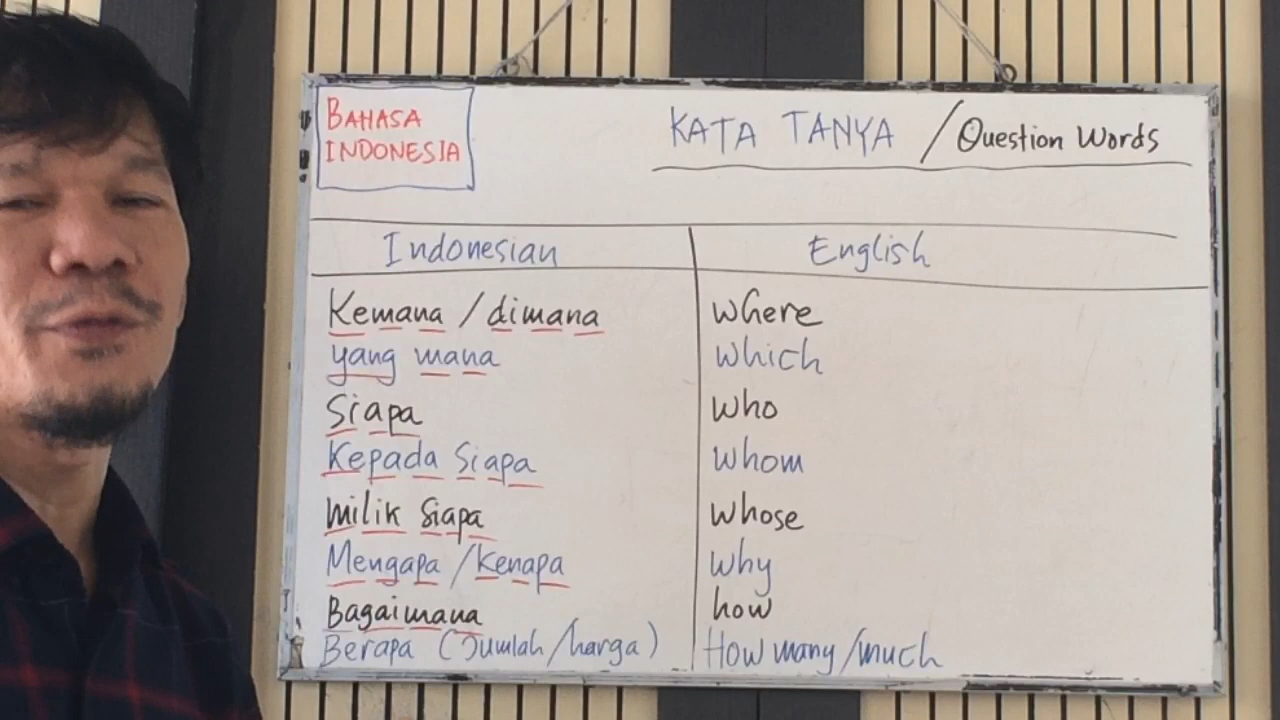 BAHASA
INDONESIA
KATA TANYA / Question Words
Indonesian English
Kemana / dimana where
yang mana which
Siapa who
Kepada Siapa whom
milik Siapa whose
Mengapa / Kenapa why
Bagaimana how
Berapa (Jumlah/harga) How many/much